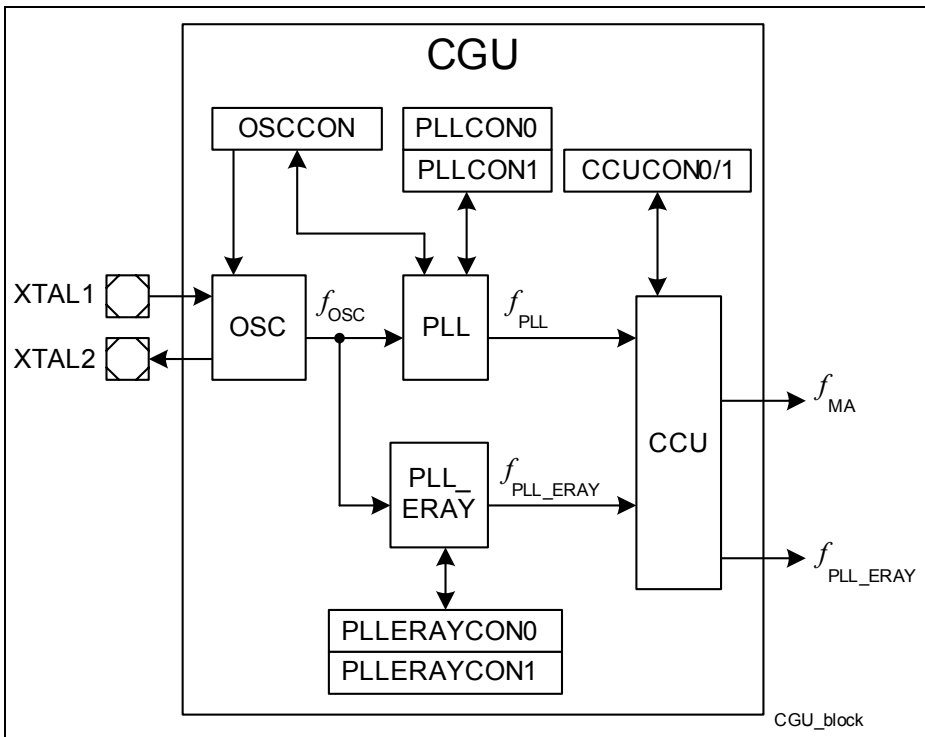 CGU
OSCCON
PLLCON0
PLLCON1
CCUCON0/1
XTAL1
XTAL2
OSC
fOSC
PLL
fPLL
PLL_
ERAY
fPLL_ERAY
CCU
fMA
fPLL_ERAY
PLLERAYCON0
PLLERAYCON1
CGU_block